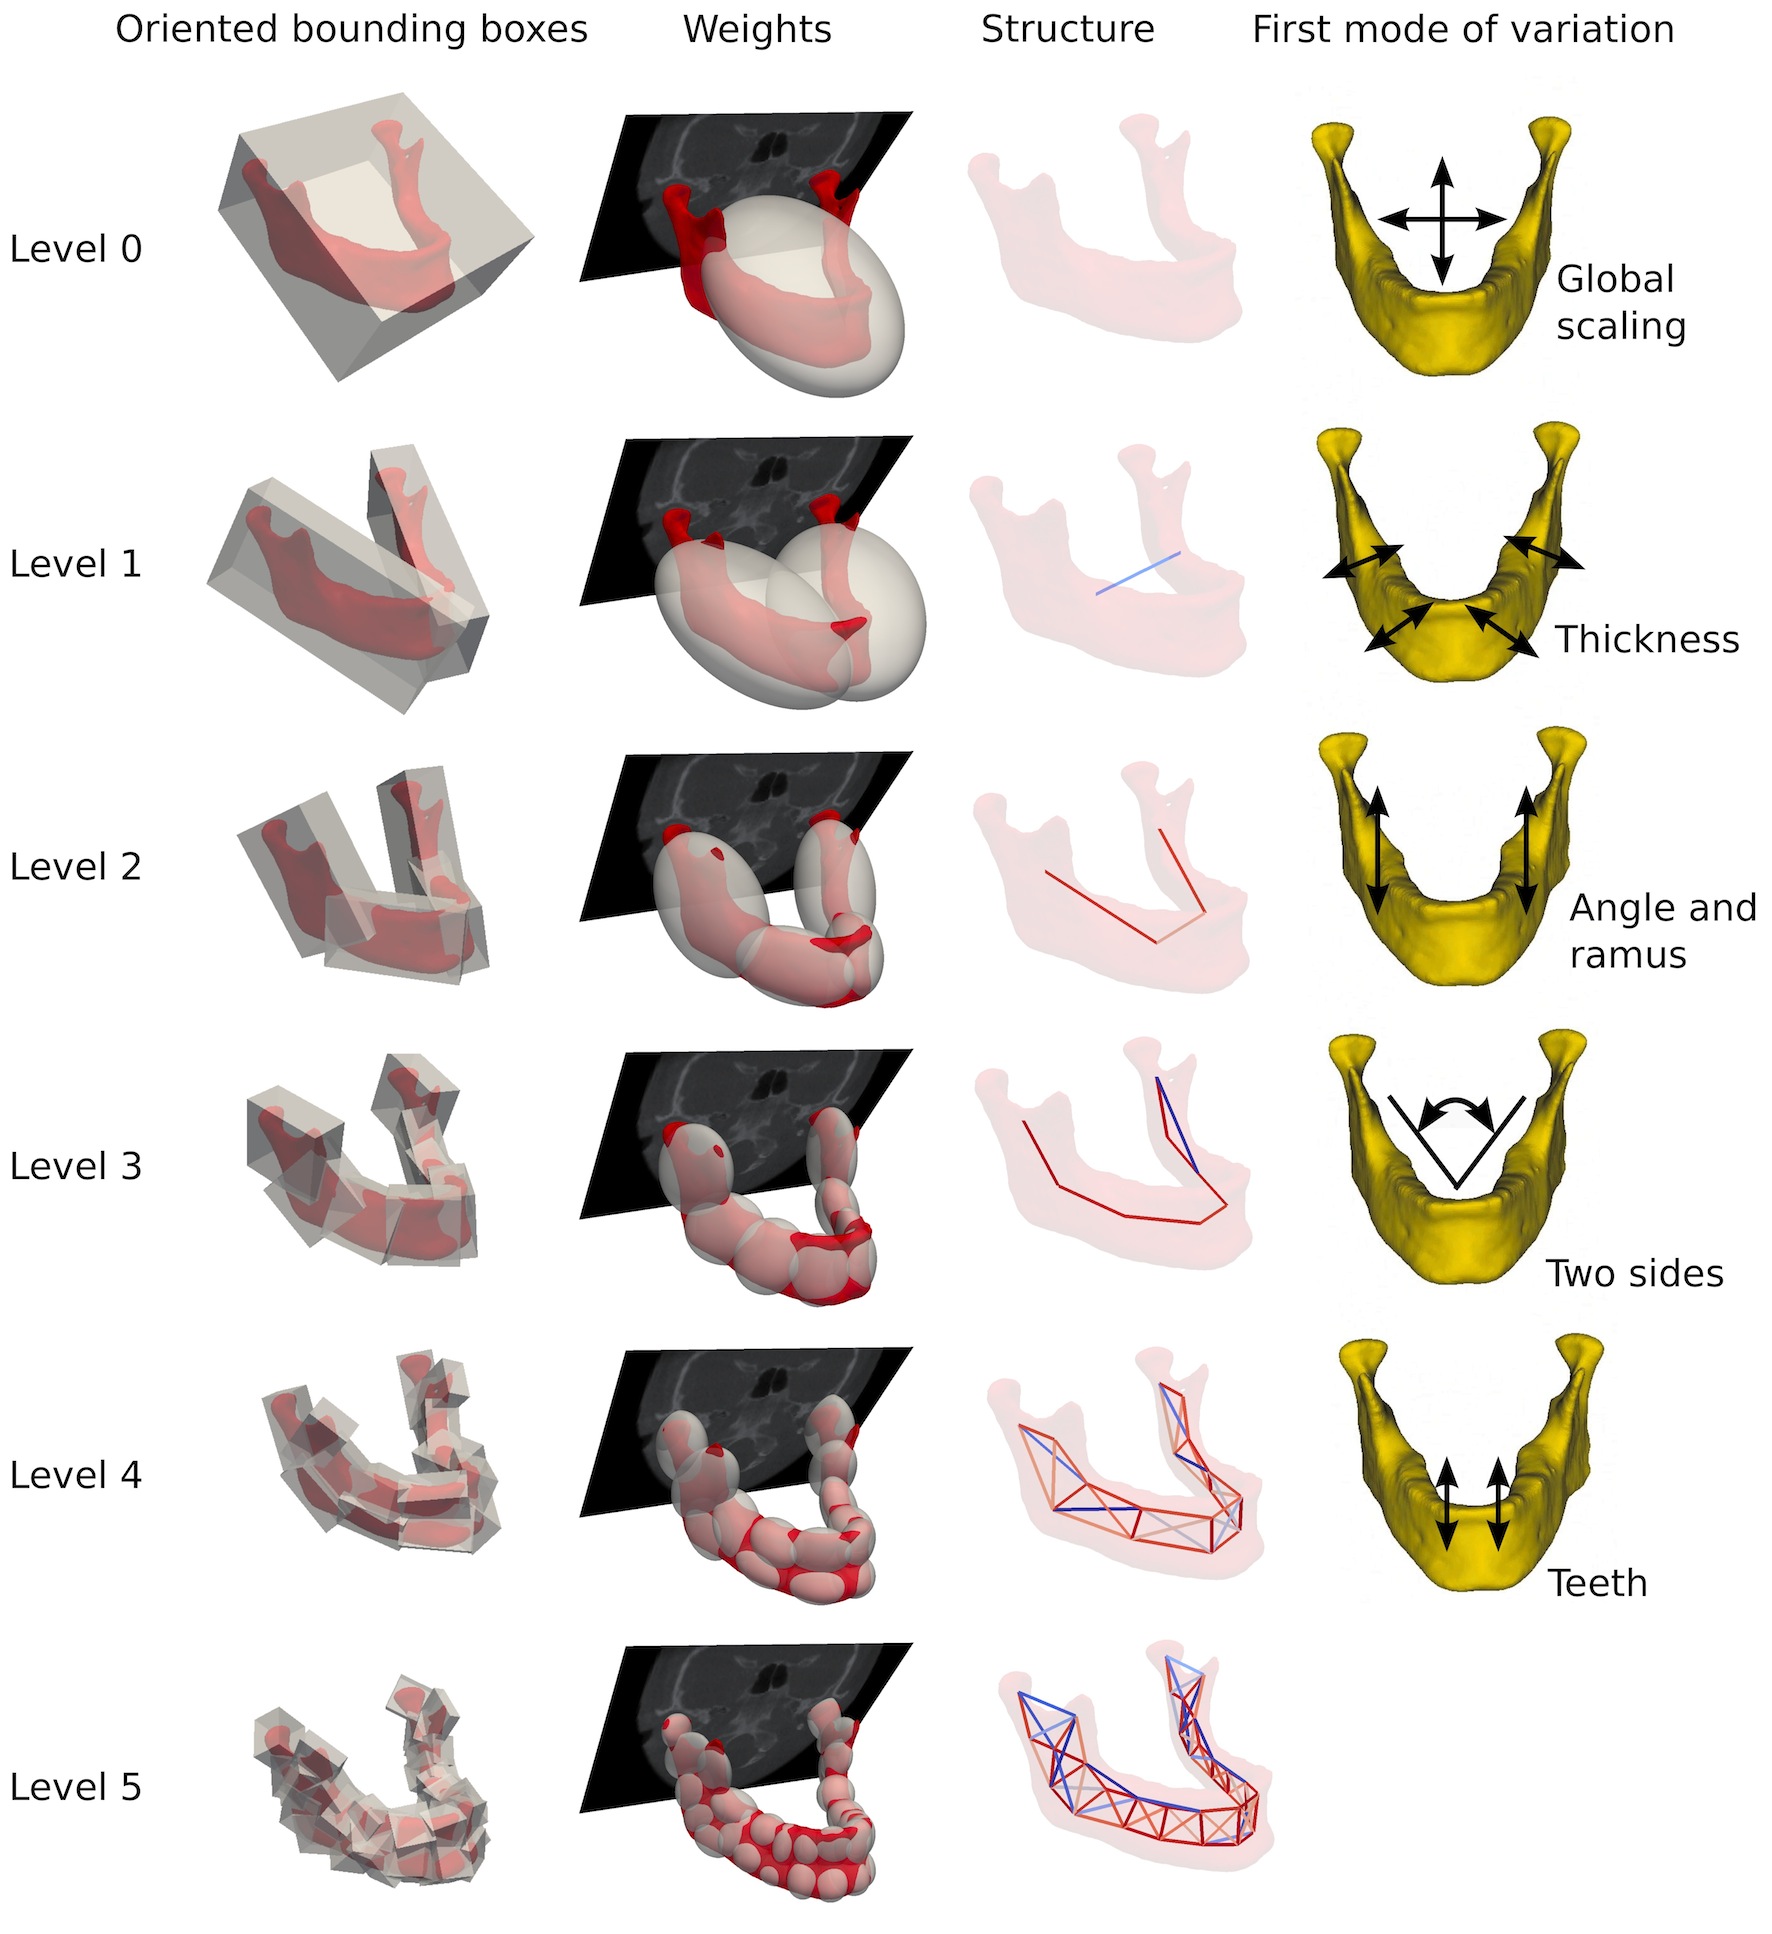 Oriented bounding boxes
Weights
Structure
First mode of variation
Level 0
Global
scaling
Level 1
Thickness
Level 2
Angle and
ramus
Level 3
Two sides
Level 4
Teeth
Level 5